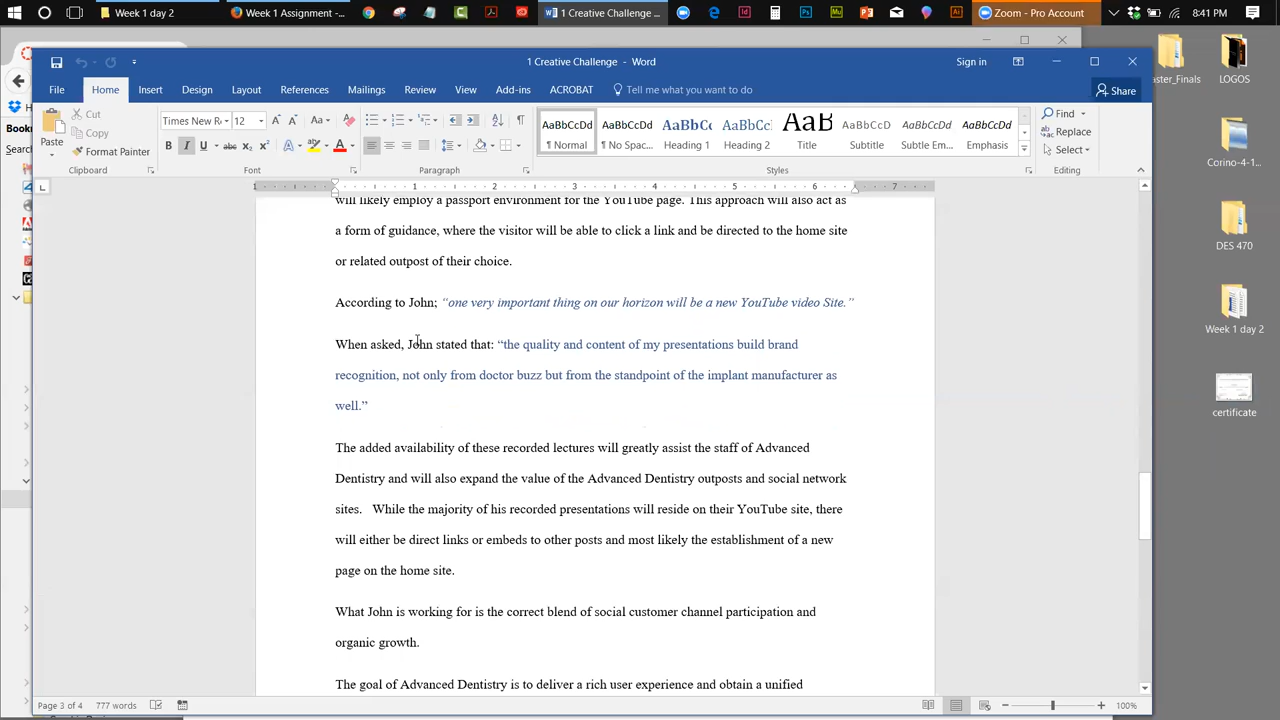 Week 1 day 2
Week 1 Assignment -
1 Creative Challenge ...
Zoom - Pro Account
8:41 PM
1 Creative Challenge - Word
Sign in
File Home Insert Design Layout References Mailings Review View Add-ins ACROBAT Tell me what you want to do
Share
Paste
Cut
Copy
Format Painter
Clipboard
Times New R
12
Font
Paragraph
AaBbCcDd
¶ Normal
AaBbCcDd
¶ No Spac...
AaBbCc
Heading 1
AaBbCc
Heading 2
AaB
Title
AaBbCcDd
Subtitle
AaBbCcDd
Subtle Em...
AaBbCcDd
Emphasis
Styles
Find
Replace
Select
Editing
Bookm
Searc
1 1 2 3 4 5 6 7
will likely employ a passport environment for the YouTube page. This approach will also act as
a form of guidance, where the visitor will be able to click a link and be directed to the home site
or related outpost of their choice.
According to John; “one very important thing on our horizon will be a new YouTube video Site.”
When asked, John stated that: “the quality and content of my presentations build brand
recognition, not only from doctor buzz but from the standpoint of the implant manufacturer as
well.”
The added availability of these recorded lectures will greatly assist the staff of Advanced
Dentistry and will also expand the value of the Advanced Dentistry outposts and social network
sites. While the majority of his recorded presentations will reside on their YouTube site, there
will either be direct links or embeds to other posts and most likely the establishment of a new
page on the home site.
What John is working for is the correct blend of social customer channel participation and
organic growth.
The goal of Advanced Dentistry is to deliver a rich user experience and obtain a unified
Page 3 of 4 777 words
100%
aster_Finals
LOGOS
Corino-4-1
DES 470
Week 1 day 2
certificate